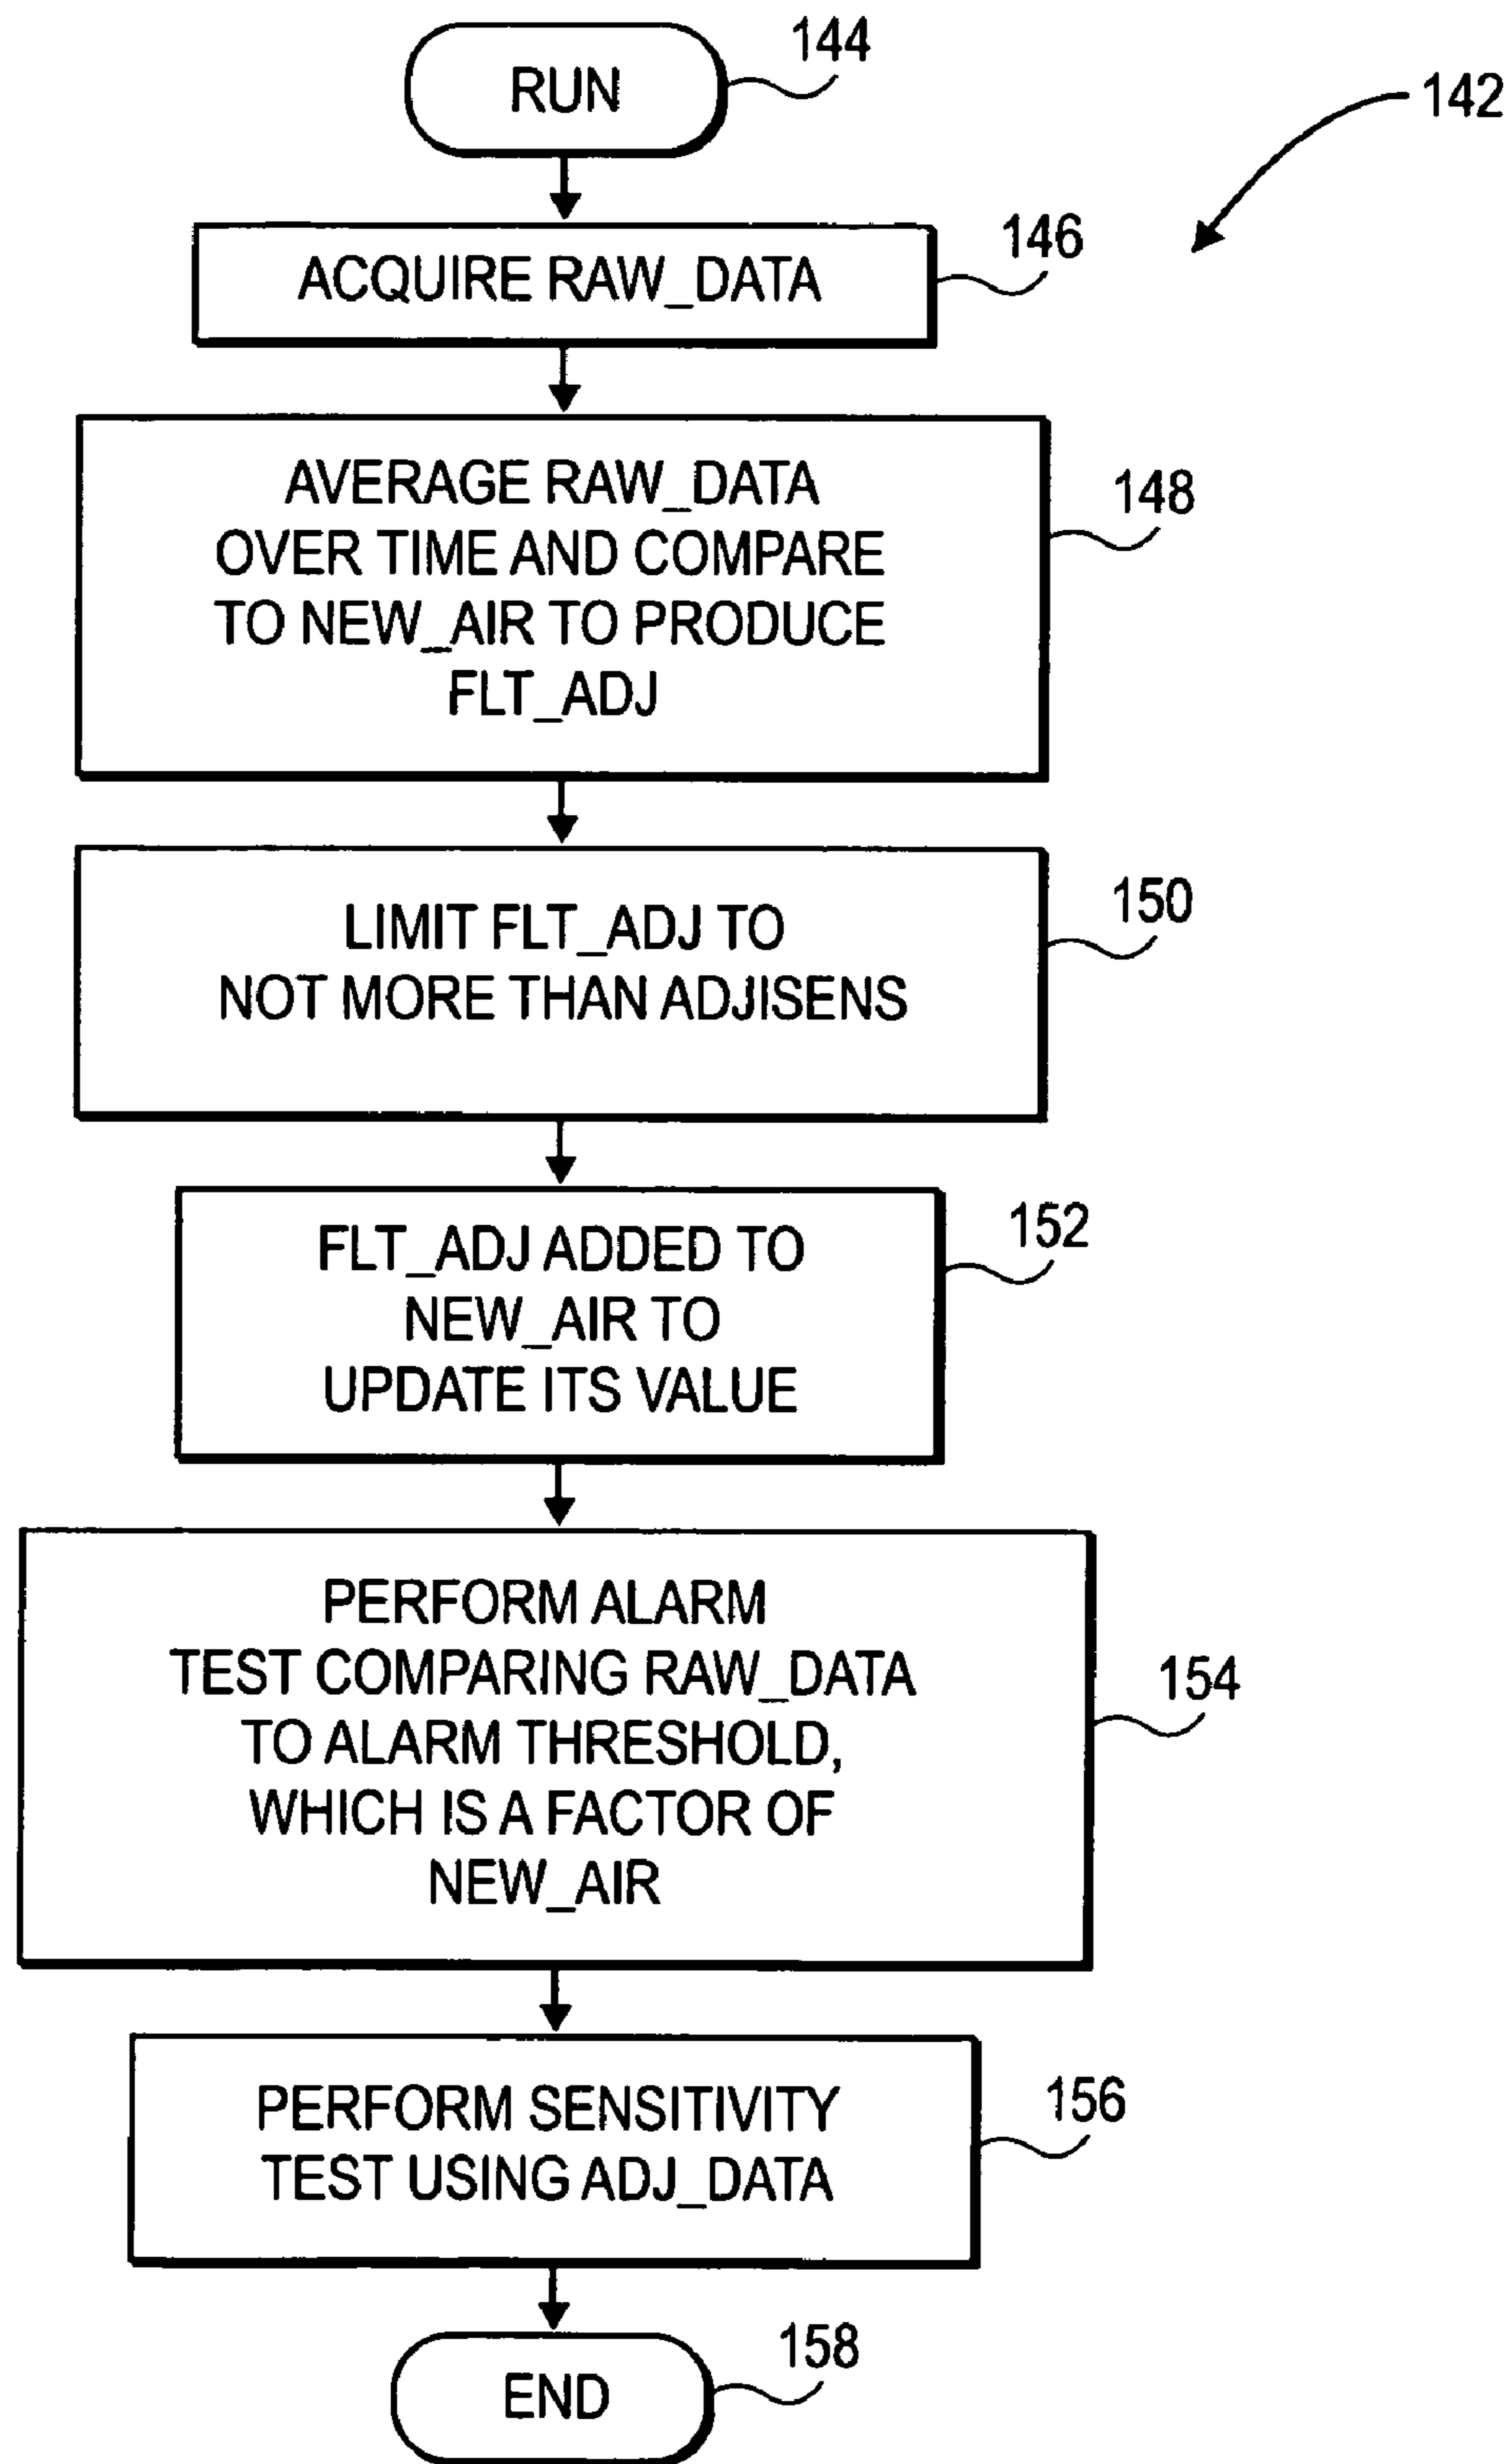 RUN
144
142
ACQUIRE RAW_DATA
146
AVERAGE RAW_DATA
OVER TIME AND COMPARE
TO NEW_AIR TO PRODUCE
FLT_ADJ
148
LIMIT FLT_ADJ TO
NOT MORE THAN ADJISENS
150
FLT_ADJ ADDED TO
NEW_AIR TO
UPDATE ITS VALUE
152
PERFORM ALARM
TEST COMPARING RAW_DATA
TO ALARM THRESHOLD,
WHICH IS A FACTOR OF
NEW_AIR
154
PERFORM SENSITIVITY
TEST USING ADJ_DATA
156
END
158